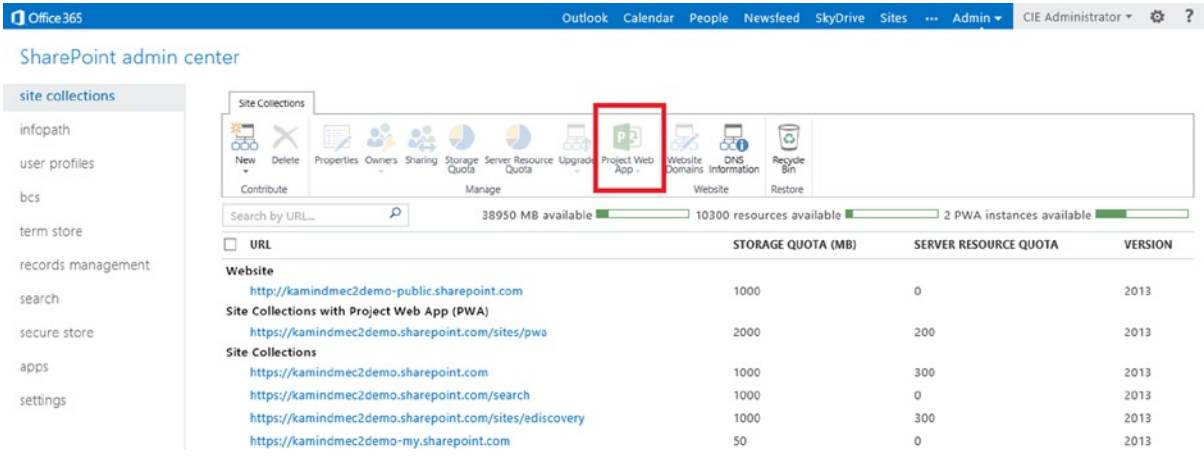 Office 365 Outlook Calendar People Newsfeed SkyDrive Sites ... Admin CIE Administrator ?
SharePoint admin center
site collections
infopath
user profiles
bcs
term store
records management
search
secure store
apps
settings
Site Collections
New Delete Properties Owners Sharing Storage Quota Server Resource Quota Upgrade Project Web App Website Domains DNS Information Recycle Bin
Contribute Manage Website Restore
Search by URL... 38950 MB available 10300 resources available 2 PWA instances available
URL STORAGE QUOTA (MB) SERVER RESOURCE QUOTA VERSION
Website
http://kamindmec2demo-public.sharepoint.com 1000 0 2013
Site Collections with Project Web App (PWA)
https://kamindmec2demo.sharepoint.com/sites/pwa 2000 200 2013
Site Collections
https://kamindmec2demo.sharepoint.com 1000 300 2013
https://kamindmec2demo.sharepoint.com/search 1000 0 2013
https://kamindmec2demo.sharepoint.com/sites/ediscovery 1000 300 2013
https://kamindmec2demo-my.sharepoint.com 50 0 2013